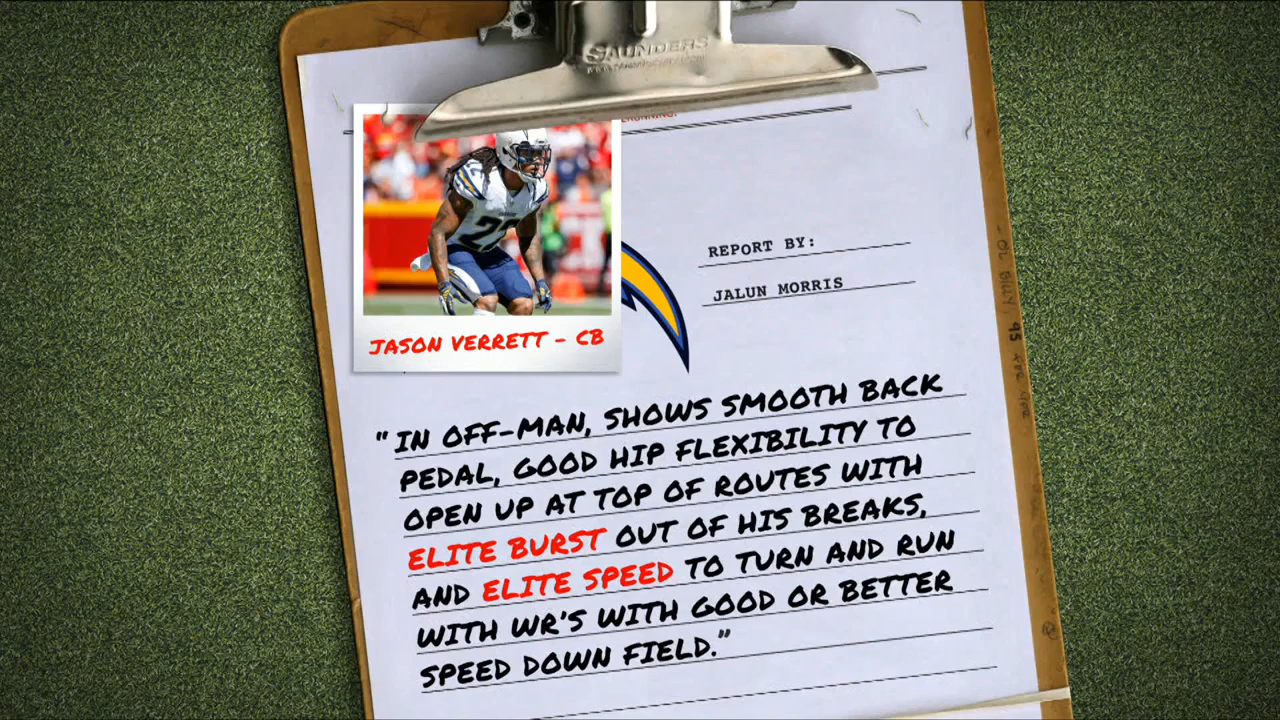 SAUNDERS
REPORT BY:
JALUN MORRIS
22
JASON VERRETT - CB
"IN OFF-MAN, SHOWS SMOOTH BACK
PEDAL, GOOD HIP FLEXIBILITY TO
OPEN UP AT TOP OF ROUTES WITH
ELITE BURST OUT OF HIS BREAKS,
AND ELITE SPEED TO TURN AND RUN
WITH WR'S WITH GOOD OR BETTER
SPEED DOWN FIELD."